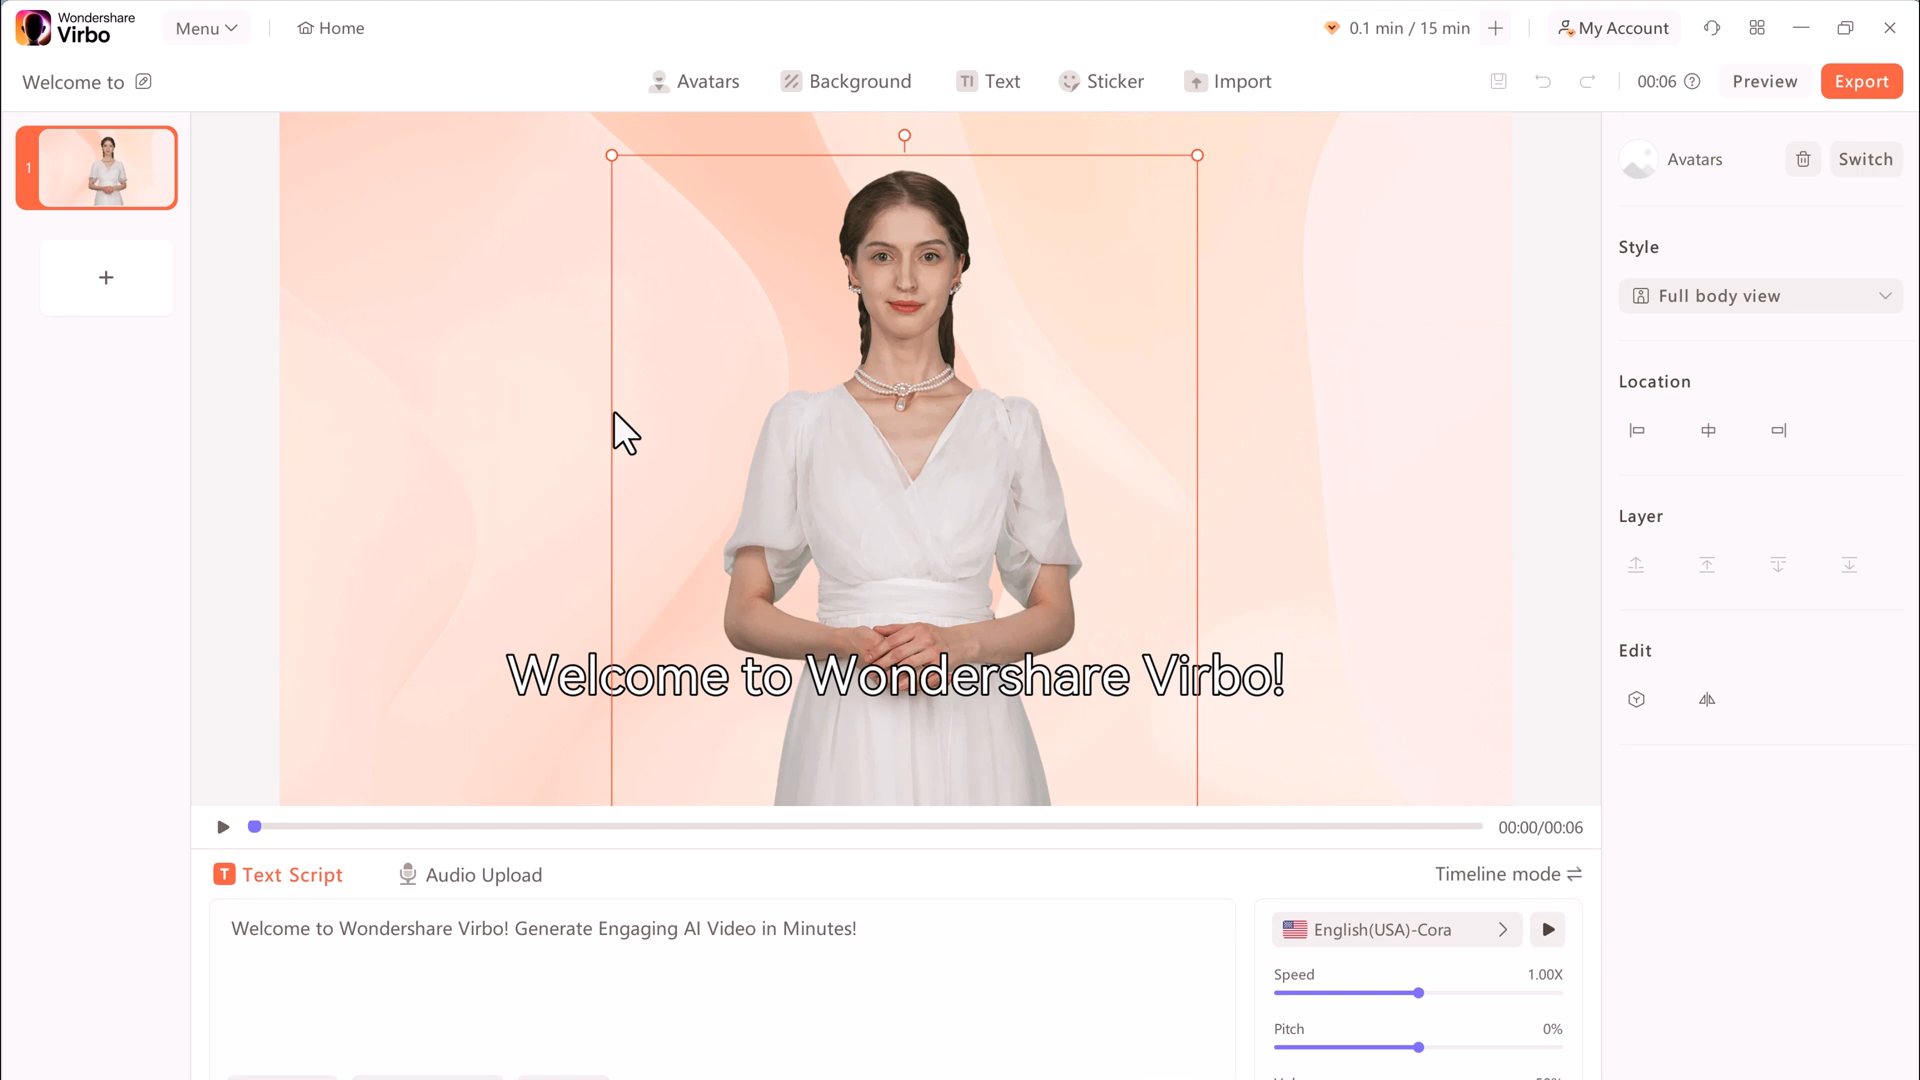 Wondershare
Virbo
Menu
Home
0.1 min / 15 min
My Account
Welcome to
Avatars
Background
TI Text
Sticker
Import
00:06
Preview
Export
1
Avatars
Switch
Style
Full body view
Location
Layer
Edit
Welcome to Wondershare Virbo!
00:00/00:06
T Text Script
Audio Upload
Timeline mode
Welcome to Wondershare Virbo! Generate Engaging AI Video in Minutes!
English(USA)-Cora
Speed 1.00X
Pitch 0%